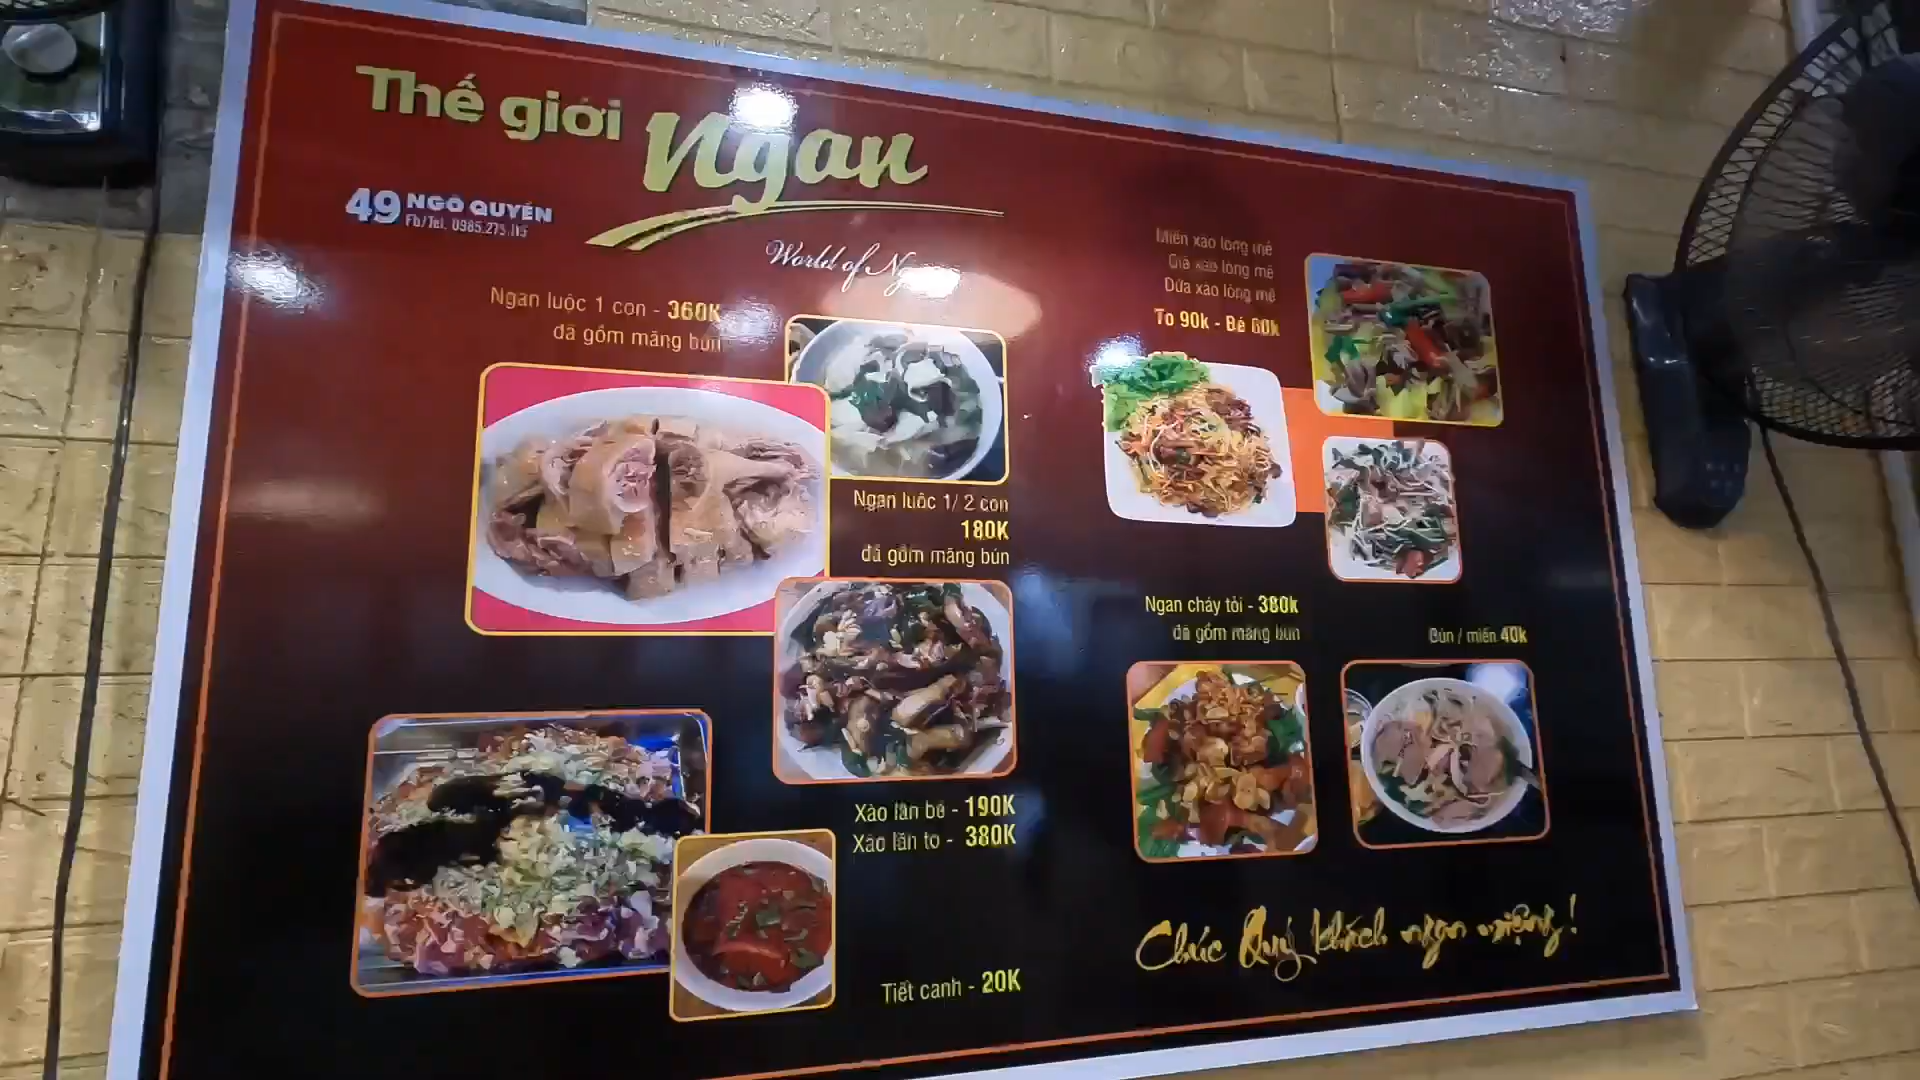 Thế giới Ngan
49 NGÔ QUYỀN
Fb/Tel. 0985.275.115
World of
Ngan luộc 1 con - 360K
đã gồm măng bún
Ngan luộc 1/ 2 con
180K
đã gồm măng bún
Xào lăn bé - 190K
Xào lăn to - 380K
Tiết canh - 20K
Miến xào lòng mề
Giá xào lòng mề
Dứa xào lòng mề
To 90k - Bé 60k
Ngan cháy tỏi - 380k
đã gồm măng bún
Bún / miến 40k
Chúc Quý khách ngon miệng!